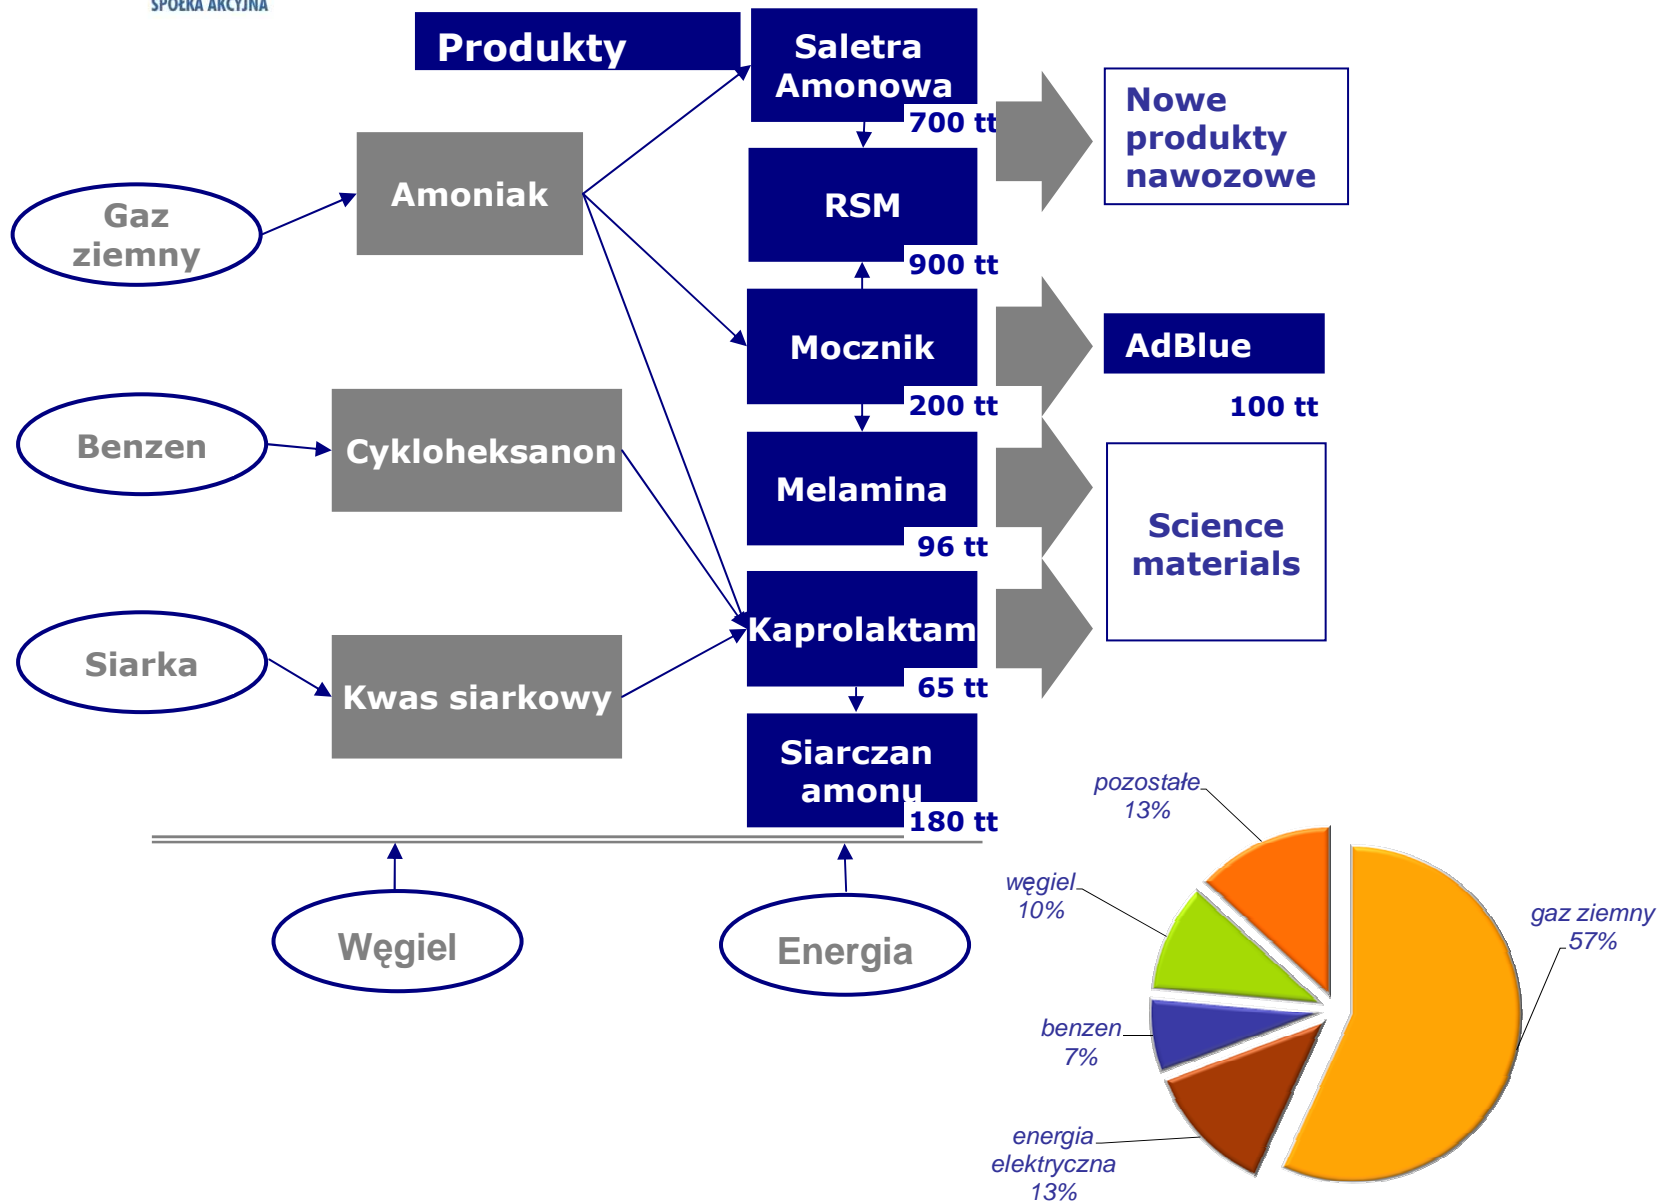 SPÓŁKA AKCYJNA
Produkty
Saletra
Amonowa
700 tt
Nowe
produkty
nawozowe
Amoniak
RSM
900 tt
Gaz
ziemny
Mocznik
200 tt
AdBlue
100 tt
Benzen
Cykloheksanon
Melamina
96 tt
Science
materials
Siarka
Kwas siarkowy
Kaprolaktam
65 tt
Siarczan
amonu
180 tt
Węgiel
Energia
pozostałe
13%
węgiel
10%
gaz ziemny
57%
benzen
7%
energia
elektryczna
13%